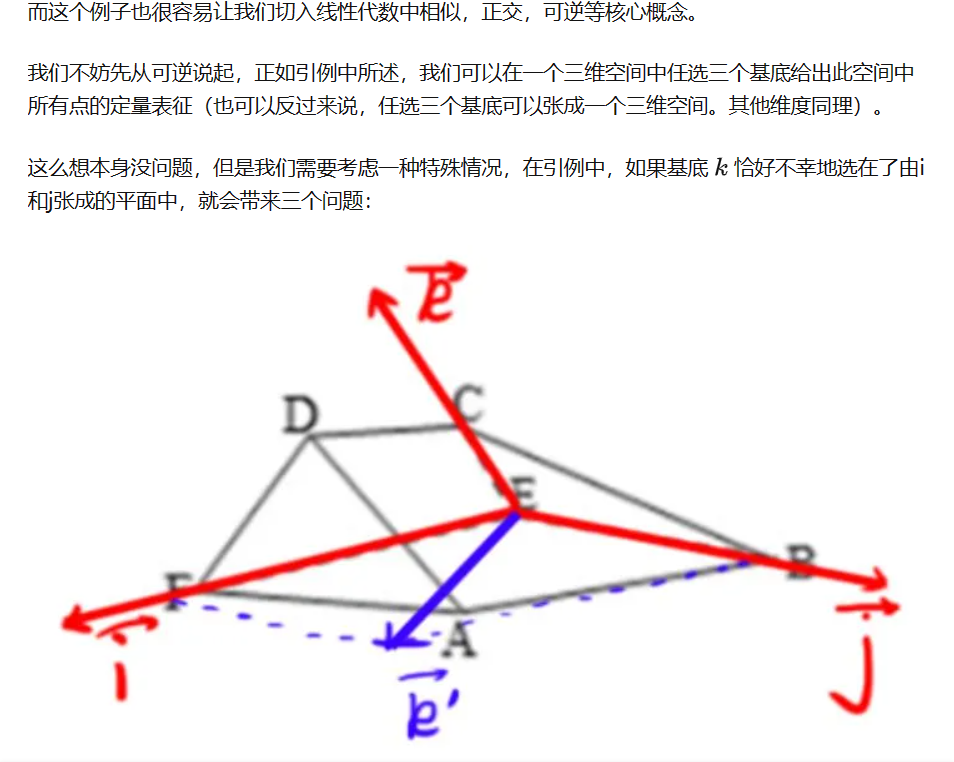 而这个例子也很容易让我们切入线性代数中相似，正交，可逆等核心概念。
我们不妨先从可逆说起，正如引例中所述，我们可以在一个三维空间中任选三个基底给出此空间中
所有点的定量表征（也可以反过来说，任选三个基底可以张成一个三维空间。其他维度同理）。
这么想本身没问题，但是我们需要考虑一种特殊情况，在引例中，如果基底 k 恰好不幸地选在了由i
和j张成的平面中，就会带来三个问题：
k
D
C
E
F
B
A
i
j
k'